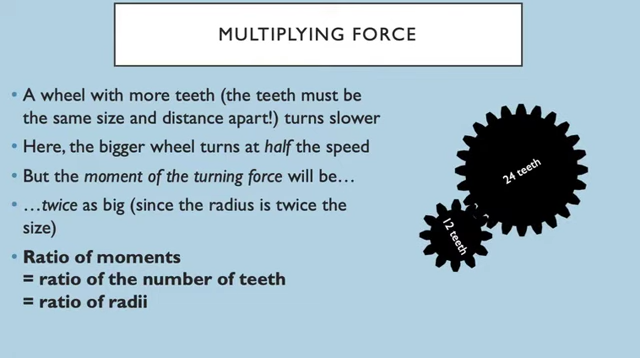 MULTIPLYING FORCE
• A wheel with more teeth (the teeth must be
the same size and distance apart!) turns slower
• Here, the bigger wheel turns at half the speed
• But the moment of the turning force will be…
• …twice as big (since the radius is twice the
size)
• Ratio of moments
= ratio of the number of teeth
= ratio of radii
24 teeth
12 teeth